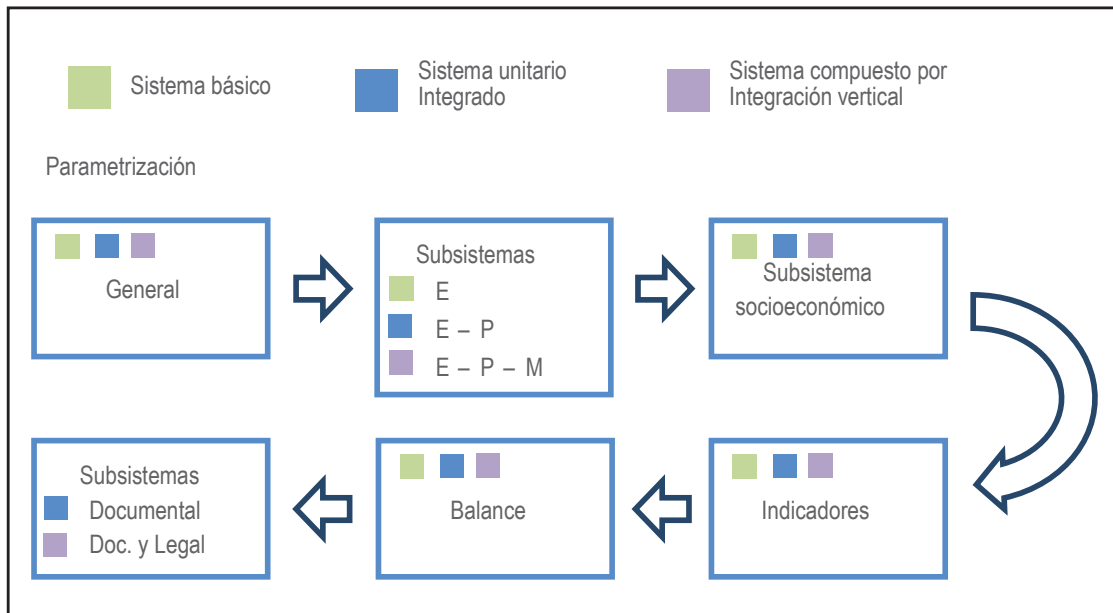 Sistema básico
Sistema unitario
Integrado
Sistema compuesto por
Integración vertical
Parametrización
General
Subsistemas
E
E – P
E – P – M
Subsistema
socioeconómico
Subsistemas
Documental
Doc. y Legal
Balance
Indicadores